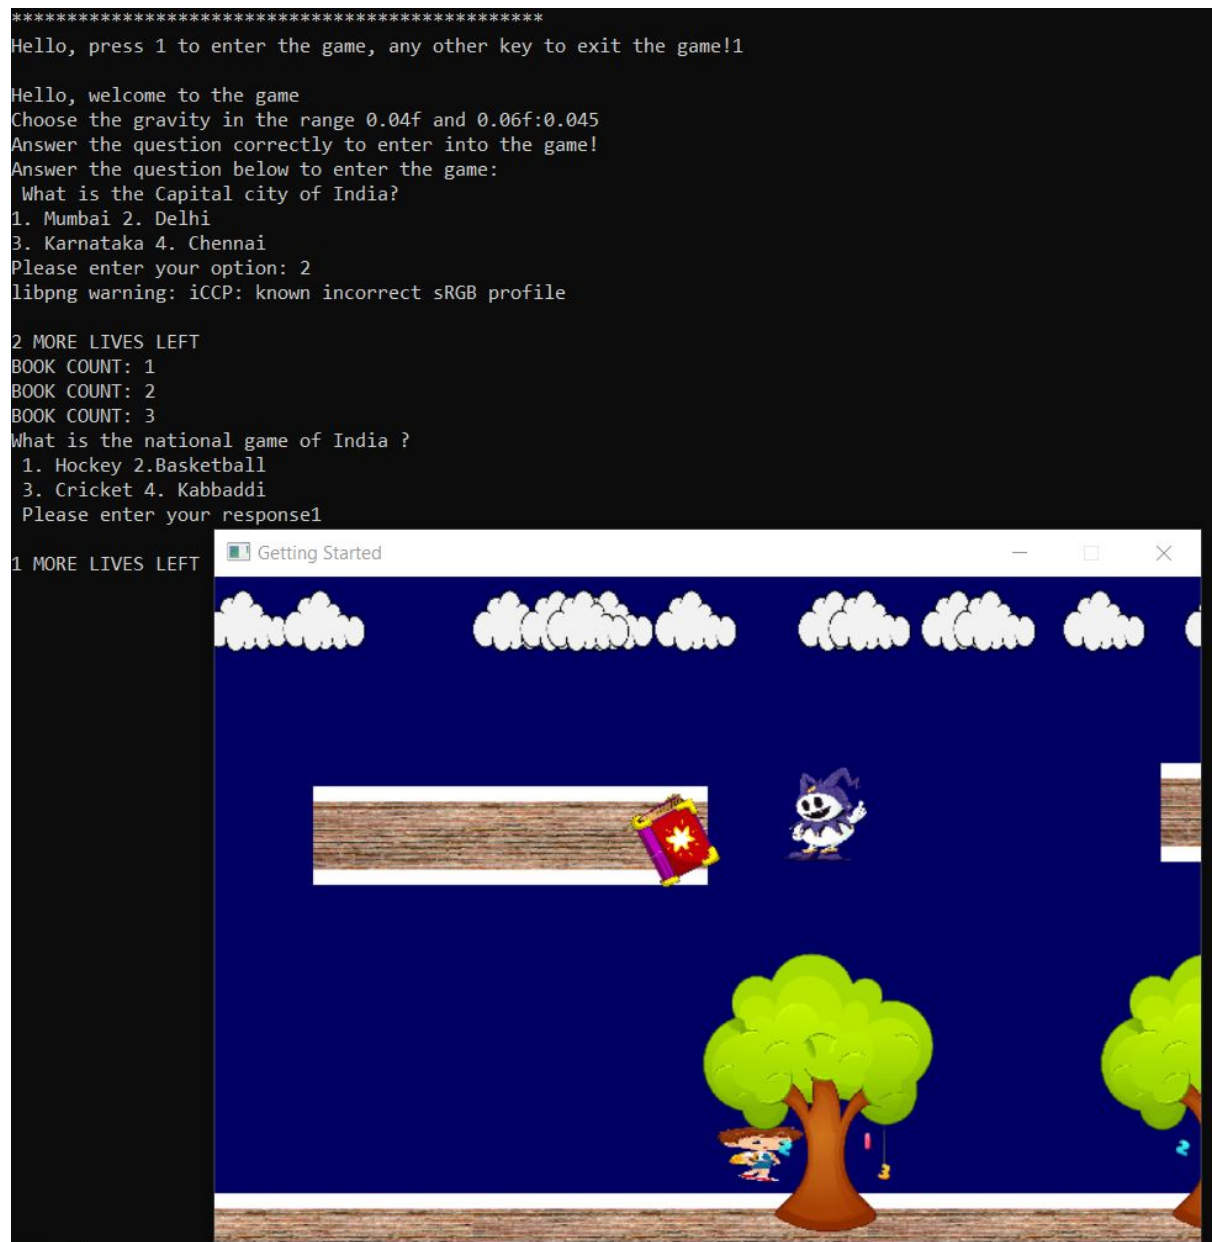 ************************************************
Hello, press 1 to enter the game, any other key to exit the game!1
Hello, welcome to the game
Choose the gravity in the range 0.04f and 0.06f:0.045
Answer the question correctly to enter into the game!
Answer the question below to enter the game:
What is the Capital city of India?
1. Mumbai 2. Delhi
3. Karnataka 4. Chennai
Please enter your option: 2
libpng warning: iCCP: known incorrect sRGB profile
2 MORE LIVES LEFT
BOOK COUNT: 1
BOOK COUNT: 2
BOOK COUNT: 3
What is the national game of India ?
1. Hockey 2.Basketball
3. Cricket 4. Kabbaddi
Please enter your response1
1 MORE LIVES LEFT
Getting Started
2 1 3
2